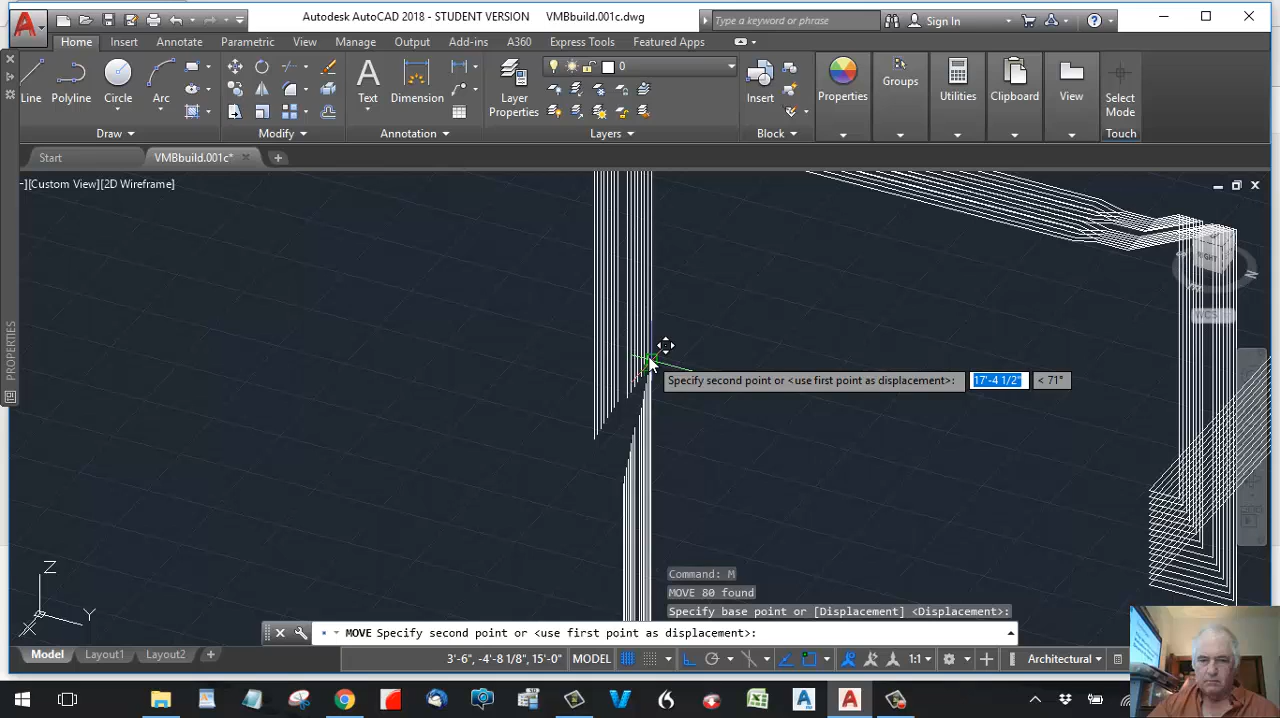 Autodesk AutoCAD 2018 - STUDENT VERSION VMBbuild.001c.dwg
Type a keyword or phrase
Sign In
Home Insert Annotate Parametric View Manage Output Add-ins A360 Express Tools Featured Apps
0
Line Polyline Circle Arc
Text Dimension
Layer Properties
Insert
Properties Groups Utilities Clipboard View
Select Mode
Draw Modify Annotation Layers Block Touch
Start VMBbuild.001c*
-][Custom View][2D Wireframe]
RIGHT
WCS
PROPERTIES
Specify second point or <use first point as displacement>: 17'-4 1/2" < 71°
Command: M
MOVE 80 found
Specify base point or [Displacement] <Displacement>:
Z
Y
X
MOVE Specify second point or <use first point as displacement>:
Model Layout1 Layout2
3'-6", -4'-8 1/8", 15'-0" MODEL 1:1 Architectural